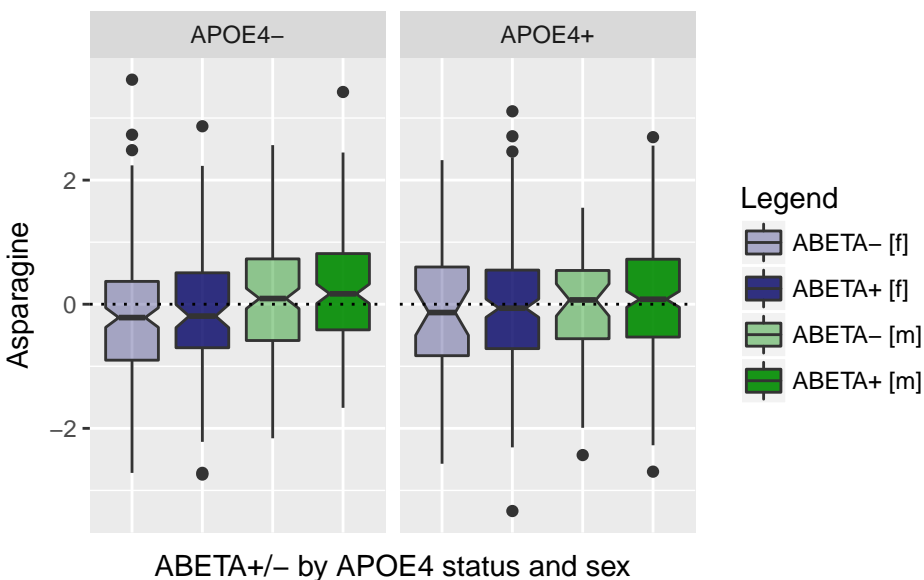 APOE4−
APOE4+
2
0
−2
Asparagine
ABETA+/− by APOE4 status and sex
Legend
ABETA− [f]
ABETA+ [f]
ABETA− [m]
ABETA+ [m]